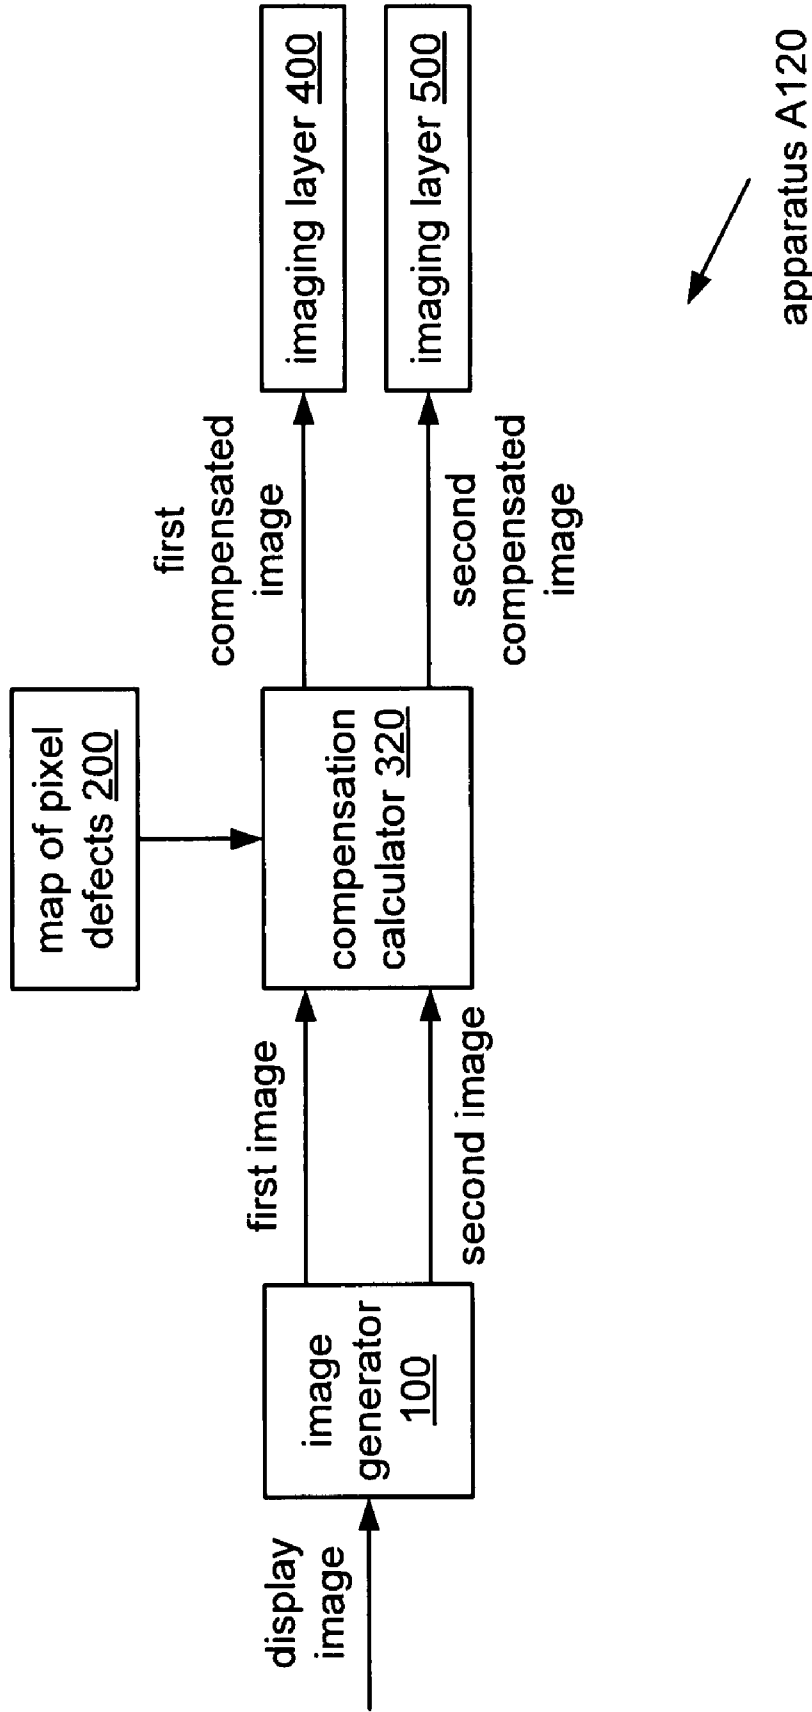 display
image
image
generator
100
first image
second image
map of pixel
defects 200
compensation
calculator 320
first
compensated
image
second
compensated
image
imaging layer 400
imaging layer 500
apparatus A120